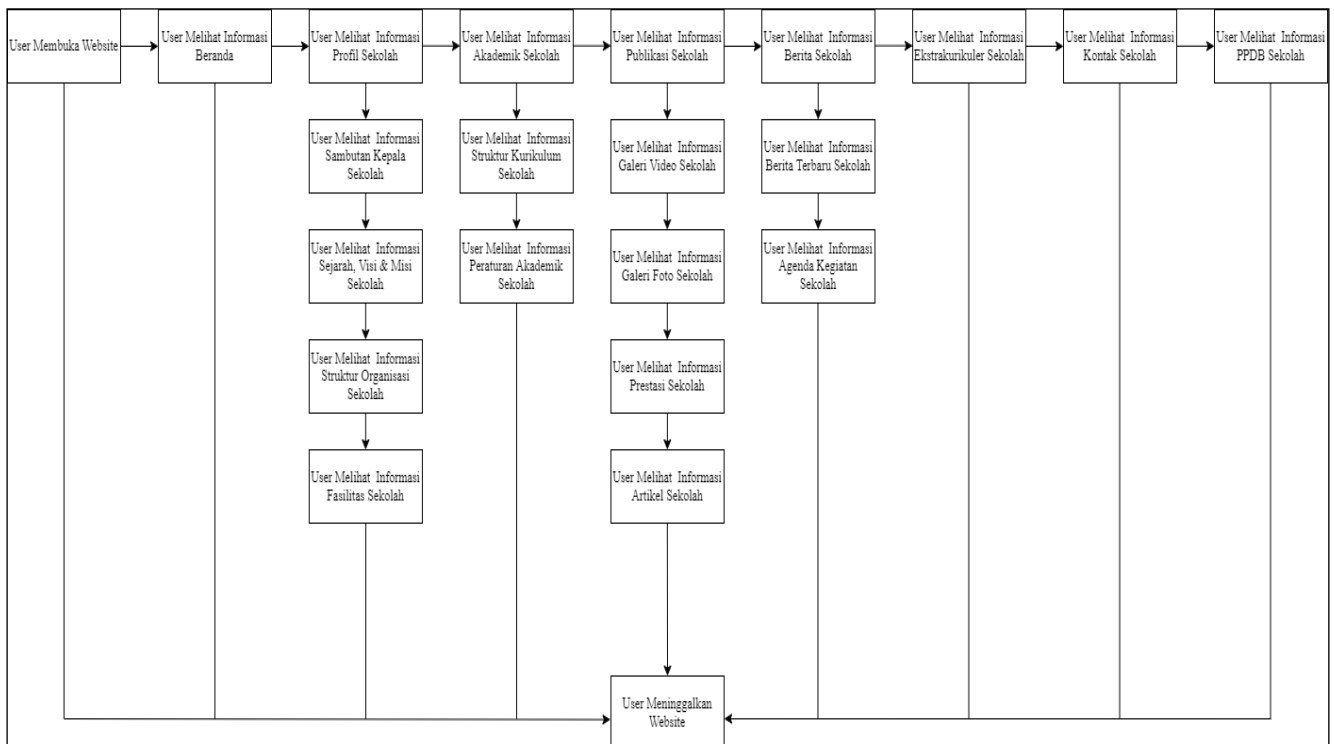 User Membuka Website
User Melihat Informasi
Beranda
User Melihat Informasi
Profil Sekolah
User Melihat Informasi
Akademik Sekolah
User Melihat Informasi
Publikasi Sekolah
User Melihat Informasi
Berita Sekolah
User Melihat Informasi
Ekstrakurikuler Sekolah
User Melihat Informasi
Kontak Sekolah
User Melihat Informasi
PPDB Sekolah
User Melihat Informasi
Sambutan Kepala
Sekolah
User Melihat Informasi
Struktur Kurikulum
Sekolah
User Melihat Informasi
Galeri Video Sekolah
User Melihat Informasi
Berita Terbaru Sekolah
User Melihat Informasi
Sejarah, Visi & Misi
Sekolah
User Melihat Informasi
Peraturan Akademik
Sekolah
User Melihat Informasi
Galeri Foto Sekolah
User Melihat Informasi
Agenda Kegiatan
Sekolah
User Melihat Informasi
Struktur Organisasi
Sekolah
User Melihat Informasi
Prestasi Sekolah
User Melihat Informasi
Fasilitas Sekolah
User Melihat Informasi
Artikel Sekolah
User Meninggalkan
Website